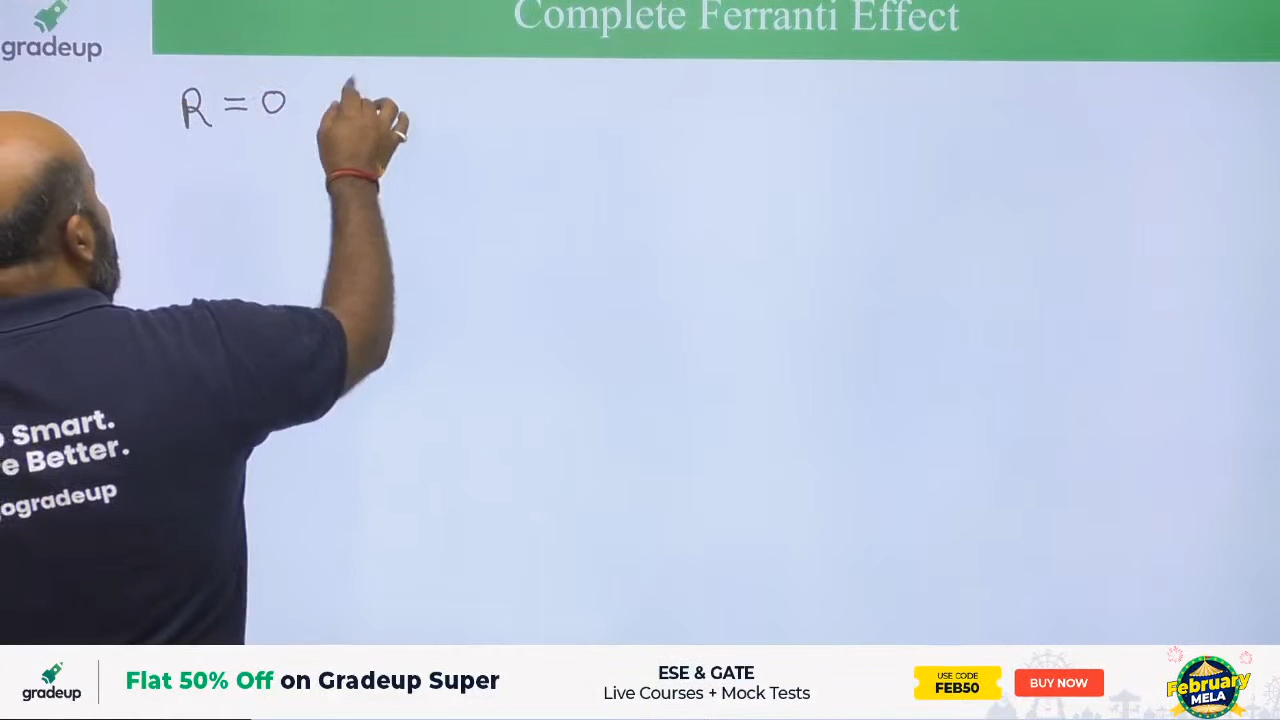 Complete Ferranti Effect
gradeup
R = 0
Smart.
e Better.
ogradeup
gradeup
Flat 50% Off on Gradeup Super
ESE & GATE
Live Courses + Mock Tests
USE CODE
FEB50
BUY NOW
February
MELA